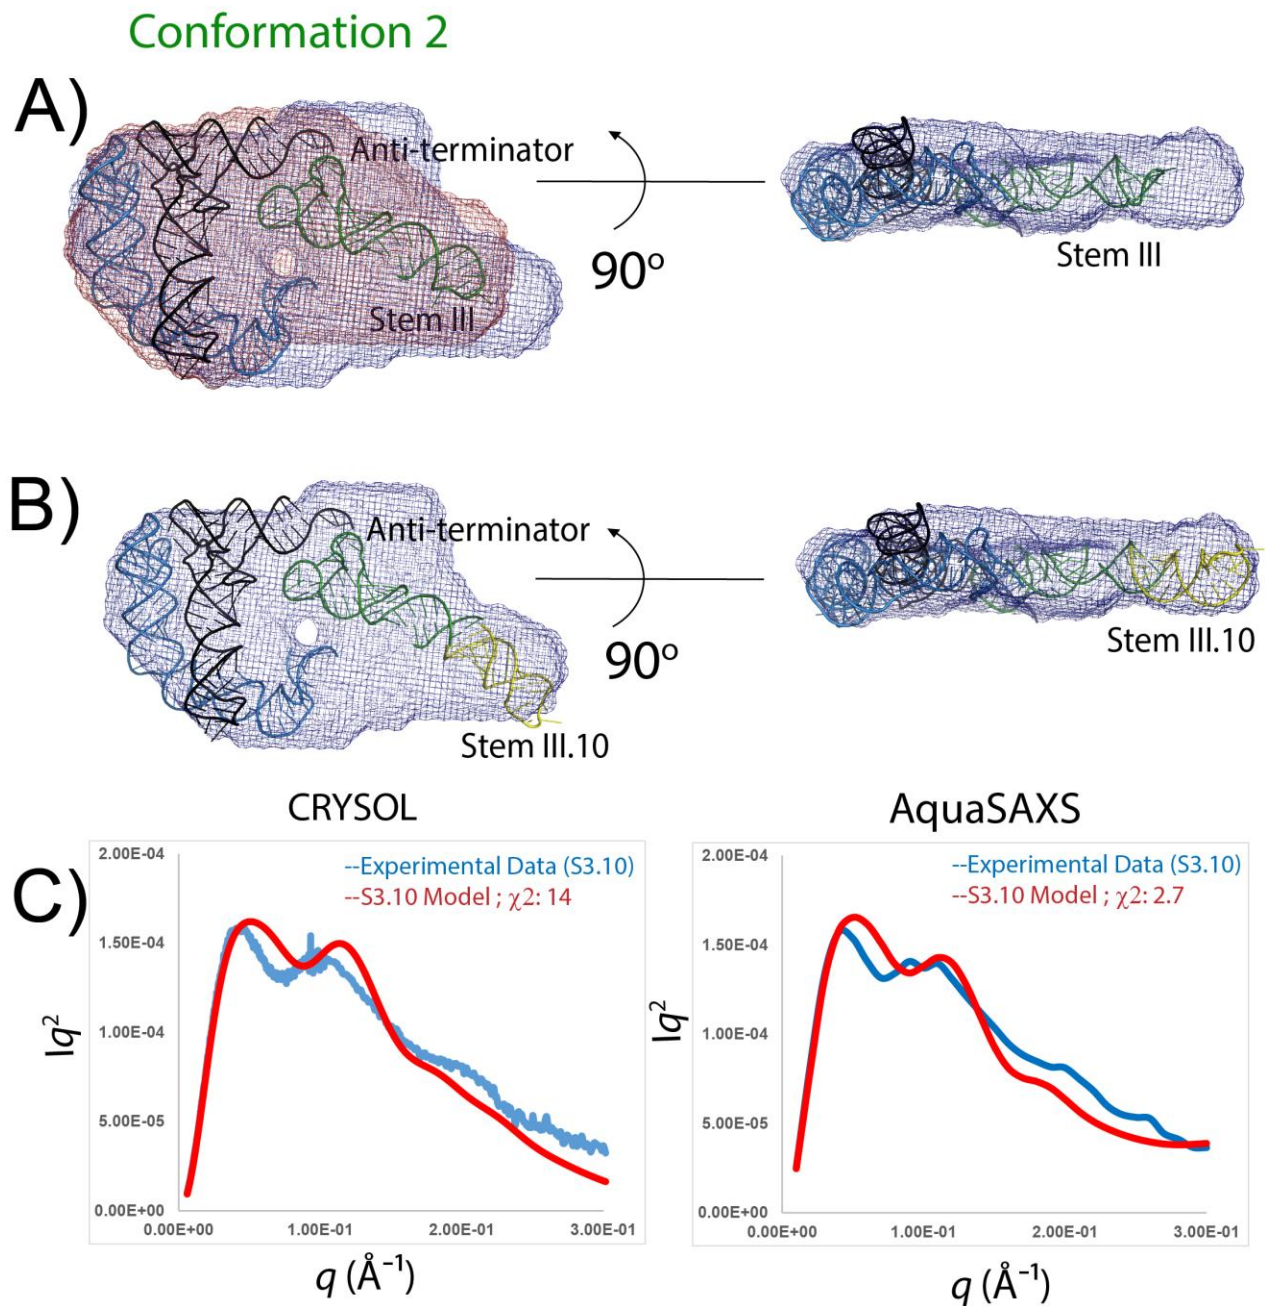 Conformation 2
A)
Anti-terminator
Stem III
90º
Stem III
B)
Anti-terminator
Stem III.10
90º
Stem III.10
C)
CRYSOL
--Experimental Data (S3.10)
--S3.10 Model ; χ2: 14
2.00E-04
1.50E-04
1.00E-04
5.00E-05
0.00E+00
0.00E+00 1.00E-01 2.00E-01 3.00E-01
Iq²
q (Å⁻¹)
AquaSAXS
--Experimental Data (S3.10)
--S3.10 Model ; χ2: 2.7
2.00E-04
1.50E-04
1.00E-04
5.00E-05
0.00E+00
0.00E+00 1.00E-01 2.00E-01 3.00E-01
Iq²
q (Å⁻¹)